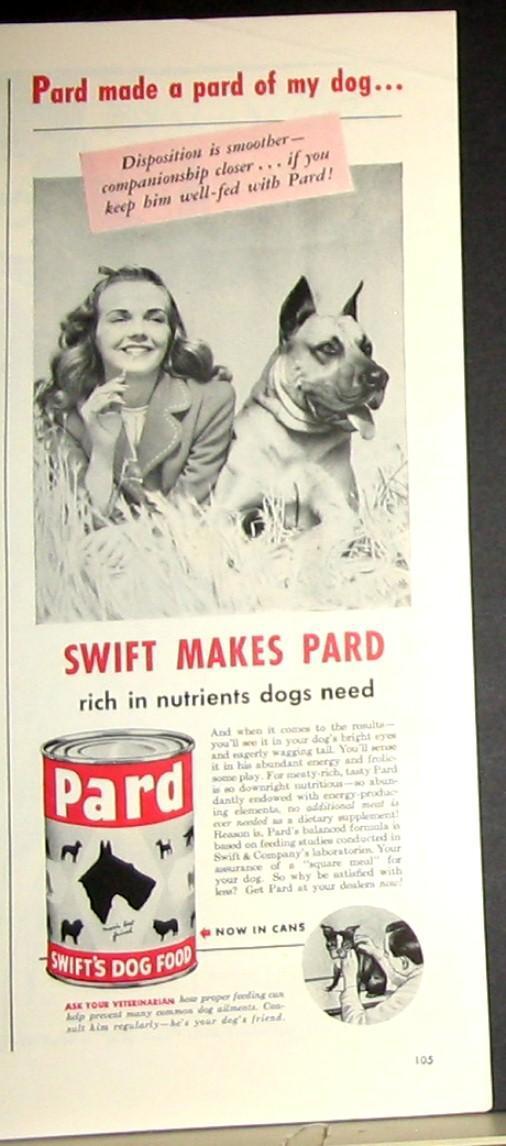 Pard made a pard of my dog...
Disposition is smoother—
companionship closer... if you
keep him well-fed with Pard!
SWIFT MAKES PARD
rich in nutrients dogs need
And when it comes to the results—
you'll see it in your dog's bright eyes
and eagerly wagging tail. You'll sense
it in his abundant energy and frolic-
some play. For meaty-rich, tasty Pard
is so downright nutritious—so abun-
dantly endowed with energy-produc-
ing elements, no additional meat is
ever needed as a dietary supplement!
Reason is, Pard's balanced formula is
based on feeding studies conducted in
Swift & Company's laboratories. Your
assurance of a "square meal" for
your dog. So why be satisfied with
less? Get Pard at your dealers now!
Pard
man's best
friend
SWIFT'S DOG FOOD
NOW IN CANS
ASK YOUR VETERINARIAN how proper feeding can
help prevent many common dog ailments. Con-
sult him regularly—he's your dog's friend.
105